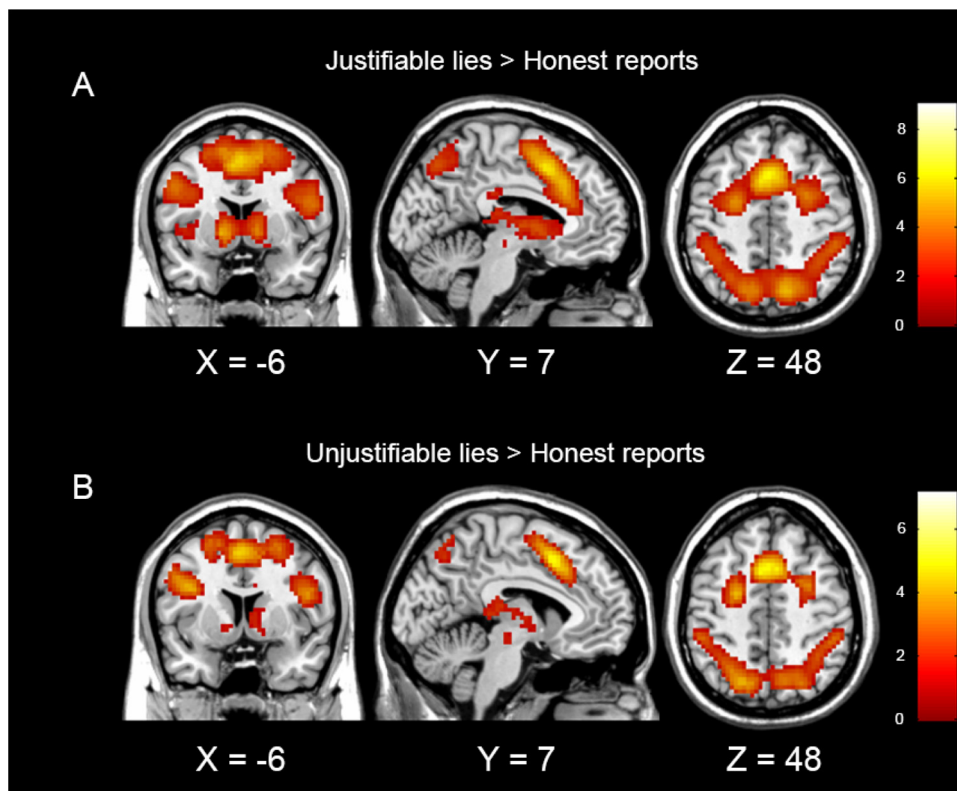 Justifiable lies > Honest reports
A
8
6
4
2
0
X = -6
Y = 7
Z = 48
Unjustifiable lies > Honest reports
B
6
4
2
0
X = -6
Y = 7
Z = 48